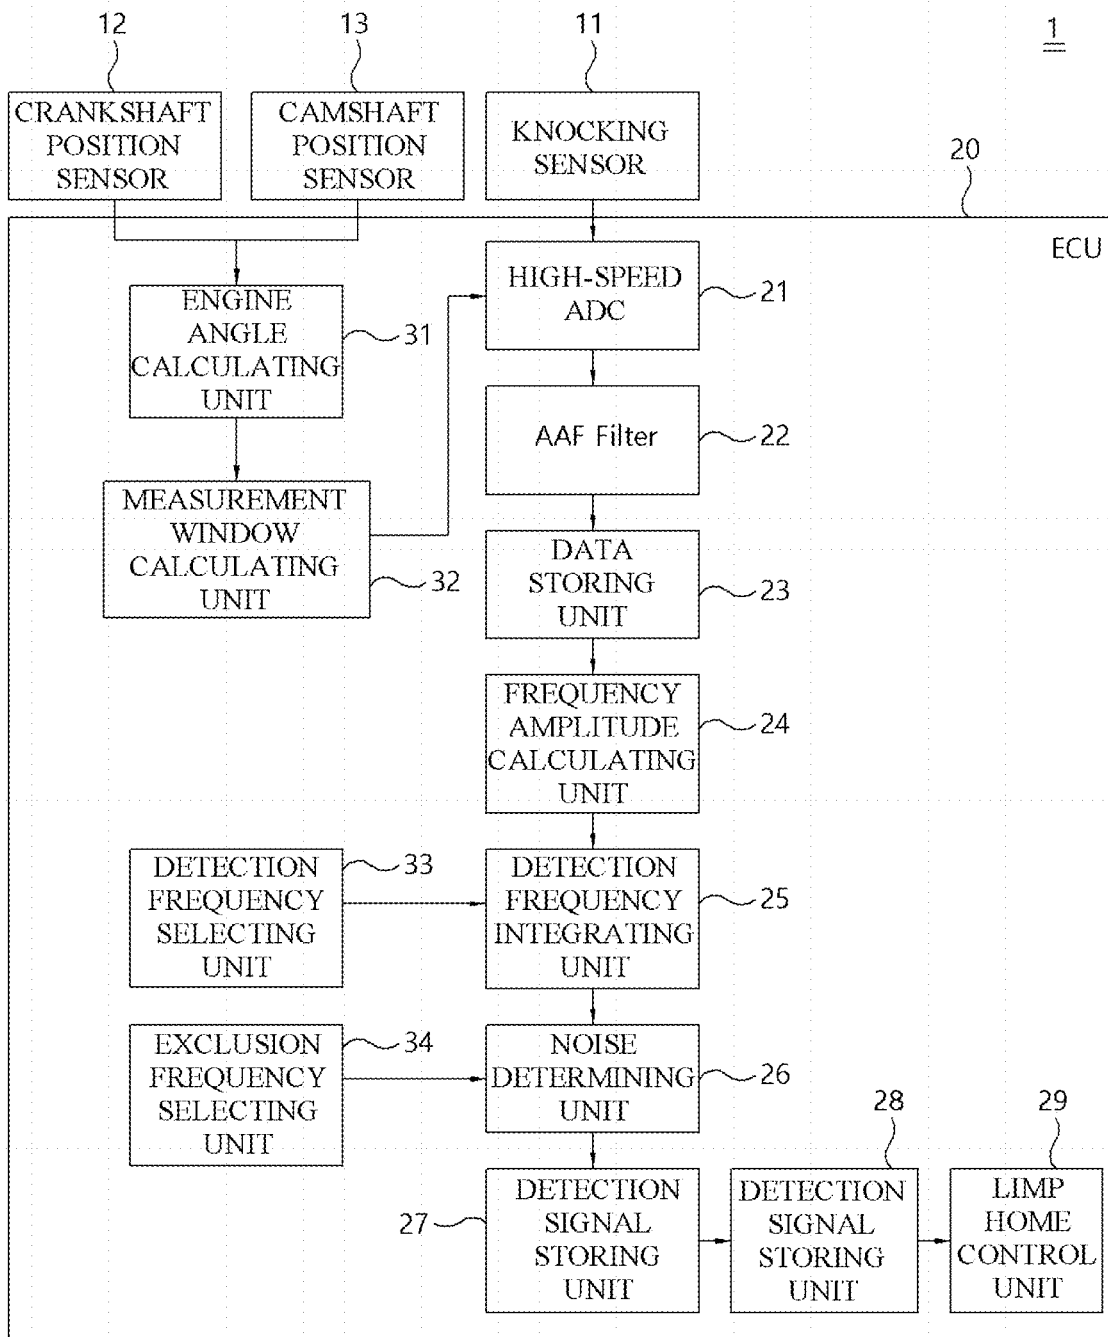 12
13
11
1
CRANKSHAFT
POSITION
SENSOR
CAMSHAFT
POSITION
SENSOR
KNOCKING
SENSOR
20
ECU
ENGINE
ANGLE
CALCULATING
UNIT
31
HIGH-SPEED
ADC
21
AAF Filter
22
MEASUREMENT
WINDOW
CALCULATING
UNIT
32
DATA
STORING
UNIT
23
FREQUENCY
AMPLITUDE
CALCULATING
UNIT
24
DETECTION
FREQUENCY
SELECTING
UNIT
33
DETECTION
FREQUENCY
INTEGRATING
UNIT
25
EXCLUSION
FREQUENCY
SELECTING
UNIT
34
NOISE
DETERMINING
UNIT
26
28
29
27
DETECTION
SIGNAL
STORING
UNIT
DETECTION
SIGNAL
STORING
UNIT
LIMP
HOME
CONTROL
UNIT